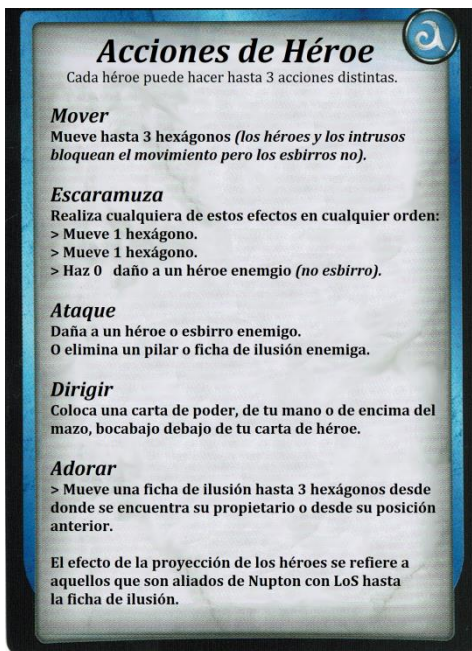 Acciones de Héroe
Cada héroe puede hacer hasta 3 acciones distintas.
Mover
Mueve hasta 3 hexágonos (los héroes y los intrusos
bloquean el movimiento pero los esbirros no).
Escaramuza
Realiza cualquiera de estos efectos en cualquier orden:
> Mueve 1 hexágono.
> Mueve 1 hexágono.
> Haz 0 daño a un héroe enemgio (no esbirro).
Ataque
Daña a un héroe o esbirro enemigo.
O elimina un pilar o ficha de ilusión enemiga.
Dirigir
Coloca una carta de poder, de tu mano o de encima del
mazo, bocabajo debajo de tu carta de héroe.
Adorar
> Mueve una ficha de ilusión hasta 3 hexágonos desde
donde se encuentra su propietario o desde su posición
anterior.
El efecto de la proyección de los héroes se refiere a
aquellos que son aliados de Nupton con LoS hasta
la ficha de ilusión.